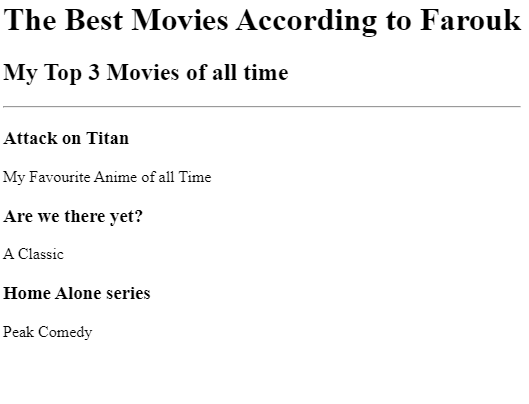 The Best Movies According to Farouk
My Top 3 Movies of all time
Attack on Titan
My Favourite Anime of all Time
Are we there yet?
A Classic
Home Alone series
Peak Comedy